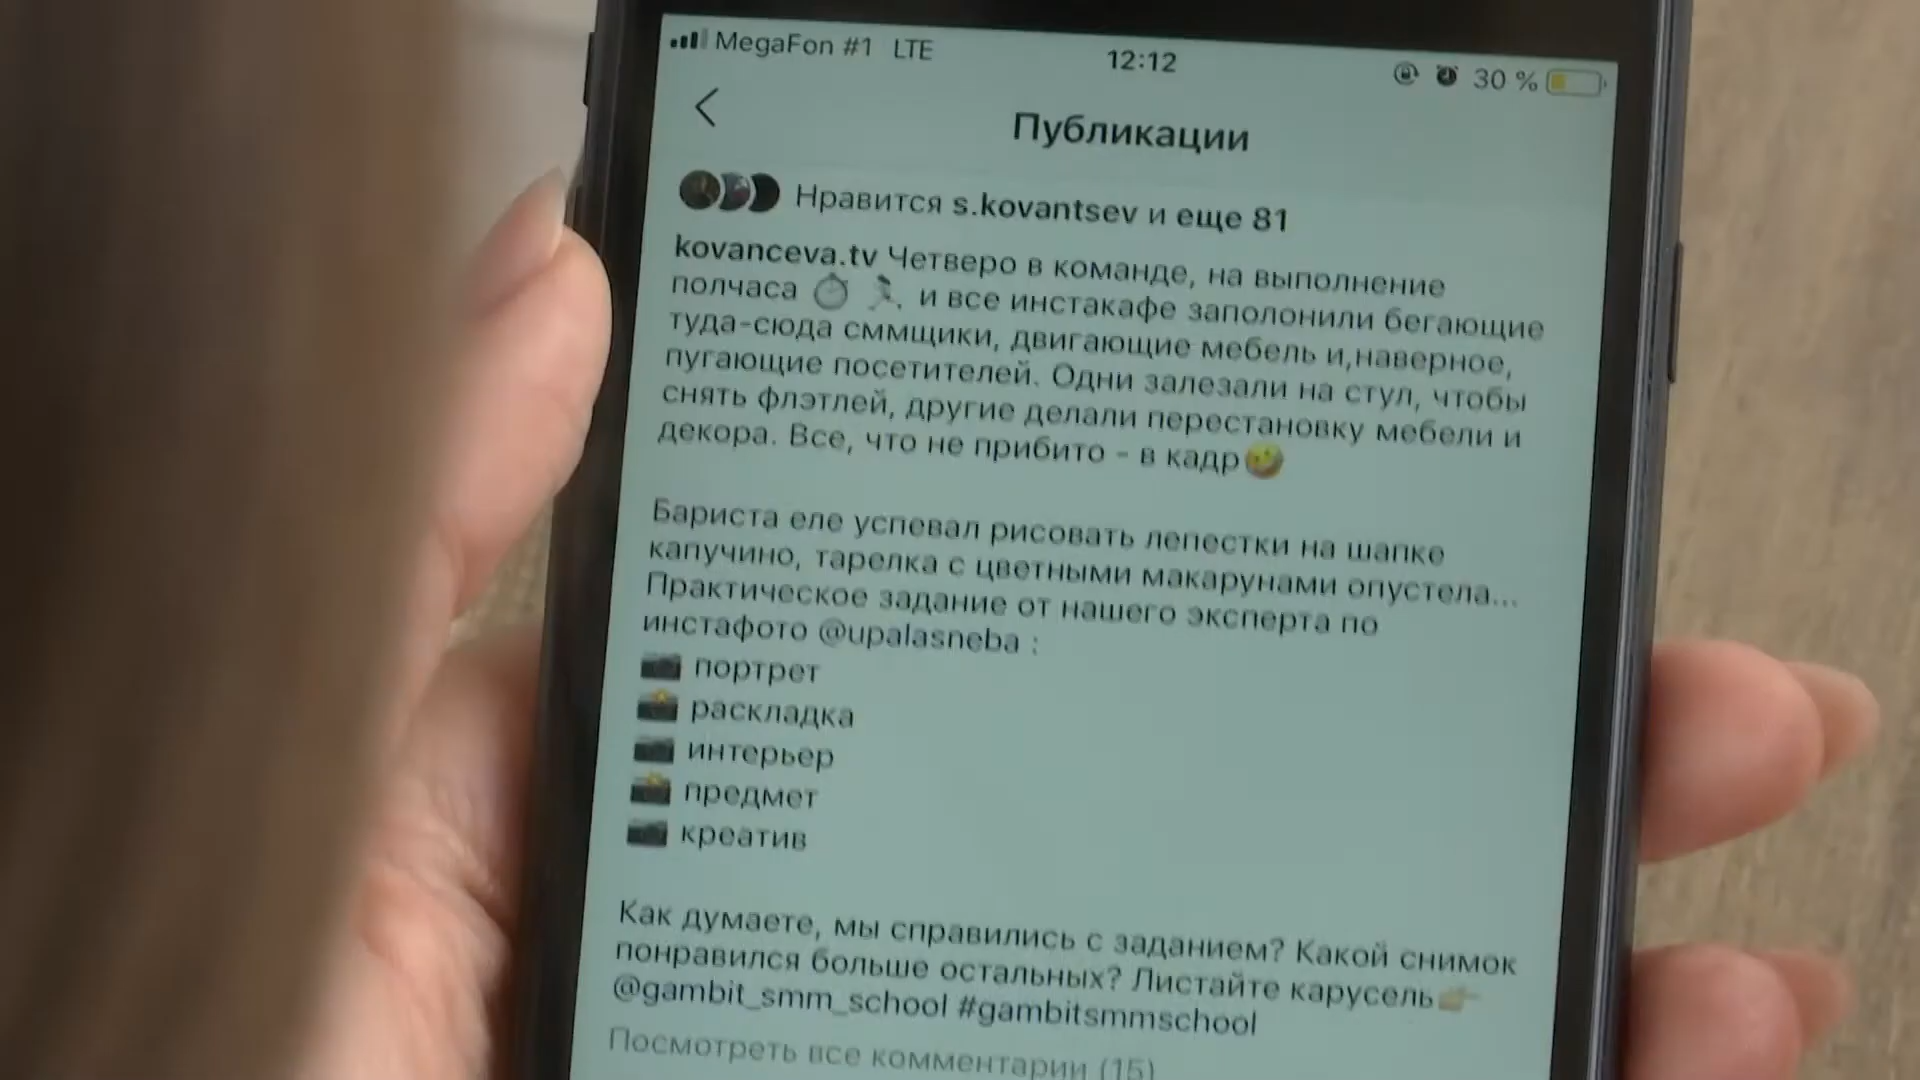 MegaFon #1 LTE 12:12 30 %
Публикации
Нравится s.kovantsev и еще 81
kovanceva.tv Четверо в команде, на выполнение
полчаса и все инстакафе заполонили бегающие
туда-сюда сммщики, двигающие мебель и,наверное,
пугающие посетителей. Одни залезали на стул, чтобы
снять флэтлей, другие делали перестановку мебели и
декора. Все, что не прибито - в кадр
Бариста еле успевал рисовать лепестки на шапке
капучино, тарелка с цветными макарунами опустела...
Практическое задание от нашего эксперта по
инстафото @upalasneba :
портрет
раскладка
интерьер
предмет
креатив
Как думаете, мы справились с заданием? Какой снимок
понравился больше остальных? Листайте карусель
@gambit_smm_school #gambitsmmschool
Посмотреть все комментарии (15)